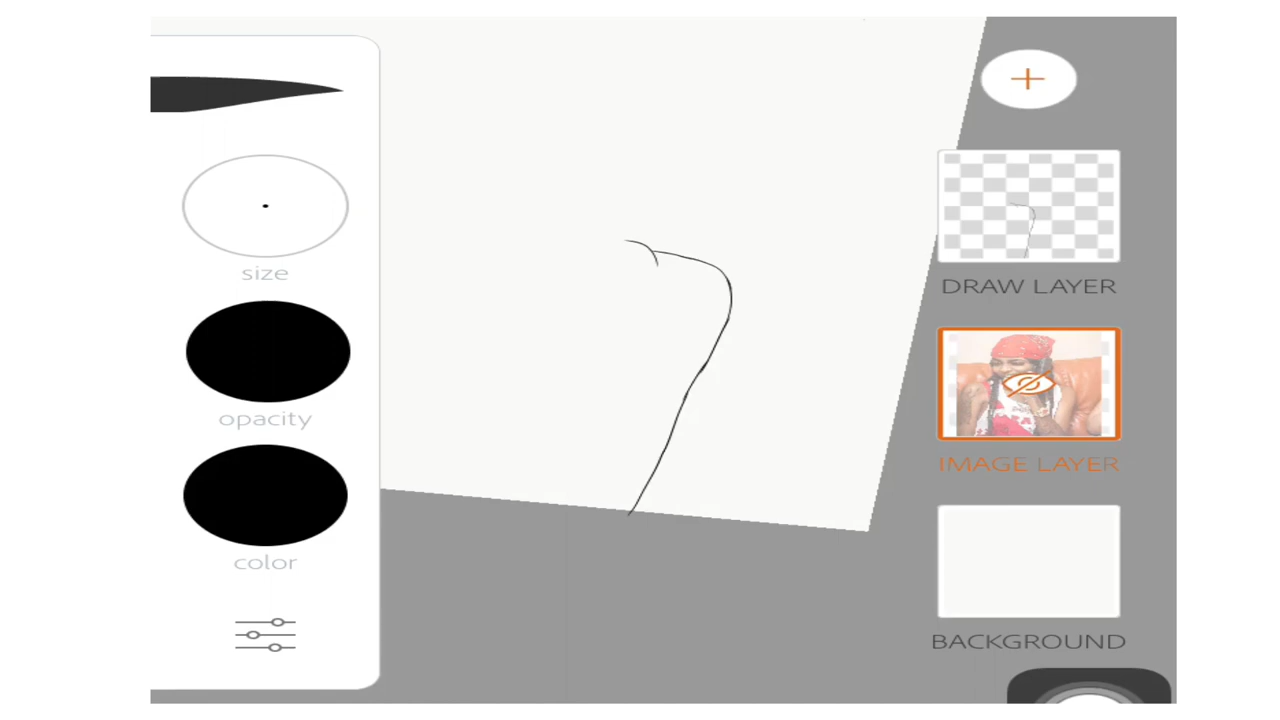 size
opacity
color
DRAW LAYER
IMAGE LAYER
BACKGROUND